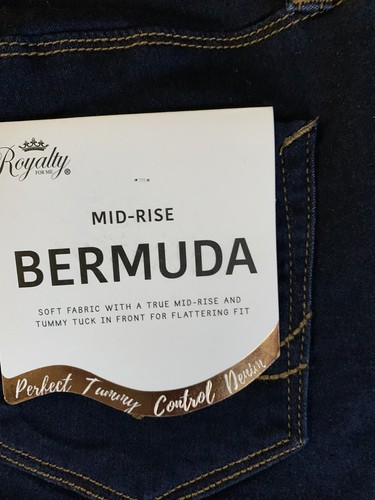 Royalty
FOR ME ®
MID-RISE
BERMUDA
SOFT FABRIC WITH A TRUE MID-RISE AND
TUMMY TUCK IN FRONT FOR FLATTERING FIT
Perfect Tummy Control Denim